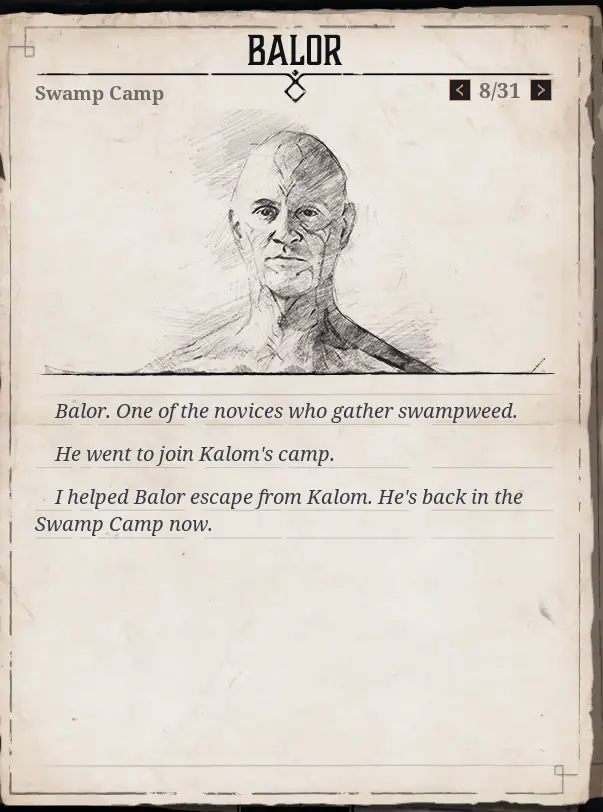 BALOR
Swamp Camp
8/31
Balor. One of the novices who gather swampweed.
He went to join Kalom's camp.
I helped Balor escape from Kalom. He's back in the
Swamp Camp now.